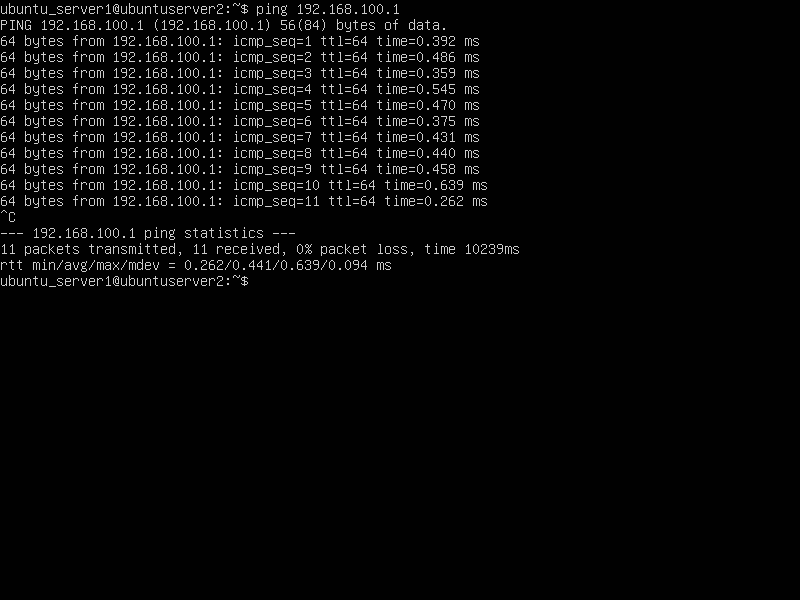 ubuntu_server1@ubuntuserver2:~$ ping 192.168.100.1
PING 192.168.100.1 (192.168.100.1) 56(84) bytes of data.
64 bytes from 192.168.100.1: icmp_seq=1 ttl=64 time=0.392 ms
64 bytes from 192.168.100.1: icmp_seq=2 ttl=64 time=0.486 ms
64 bytes from 192.168.100.1: icmp_seq=3 ttl=64 time=0.359 ms
64 bytes from 192.168.100.1: icmp_seq=4 ttl=64 time=0.545 ms
64 bytes from 192.168.100.1: icmp_seq=5 ttl=64 time=0.470 ms
64 bytes from 192.168.100.1: icmp_seq=6 ttl=64 time=0.375 ms
64 bytes from 192.168.100.1: icmp_seq=7 ttl=64 time=0.431 ms
64 bytes from 192.168.100.1: icmp_seq=8 ttl=64 time=0.440 ms
64 bytes from 192.168.100.1: icmp_seq=9 ttl=64 time=0.458 ms
64 bytes from 192.168.100.1: icmp_seq=10 ttl=64 time=0.639 ms
64 bytes from 192.168.100.1: icmp_seq=11 ttl=64 time=0.262 ms
^C
--- 192.168.100.1 ping statistics ---
11 packets transmitted, 11 received, 0% packet loss, time 10239ms
rtt min/avg/max/mdev = 0.262/0.441/0.639/0.094 ms
ubuntu_server1@ubuntuserver2:~$